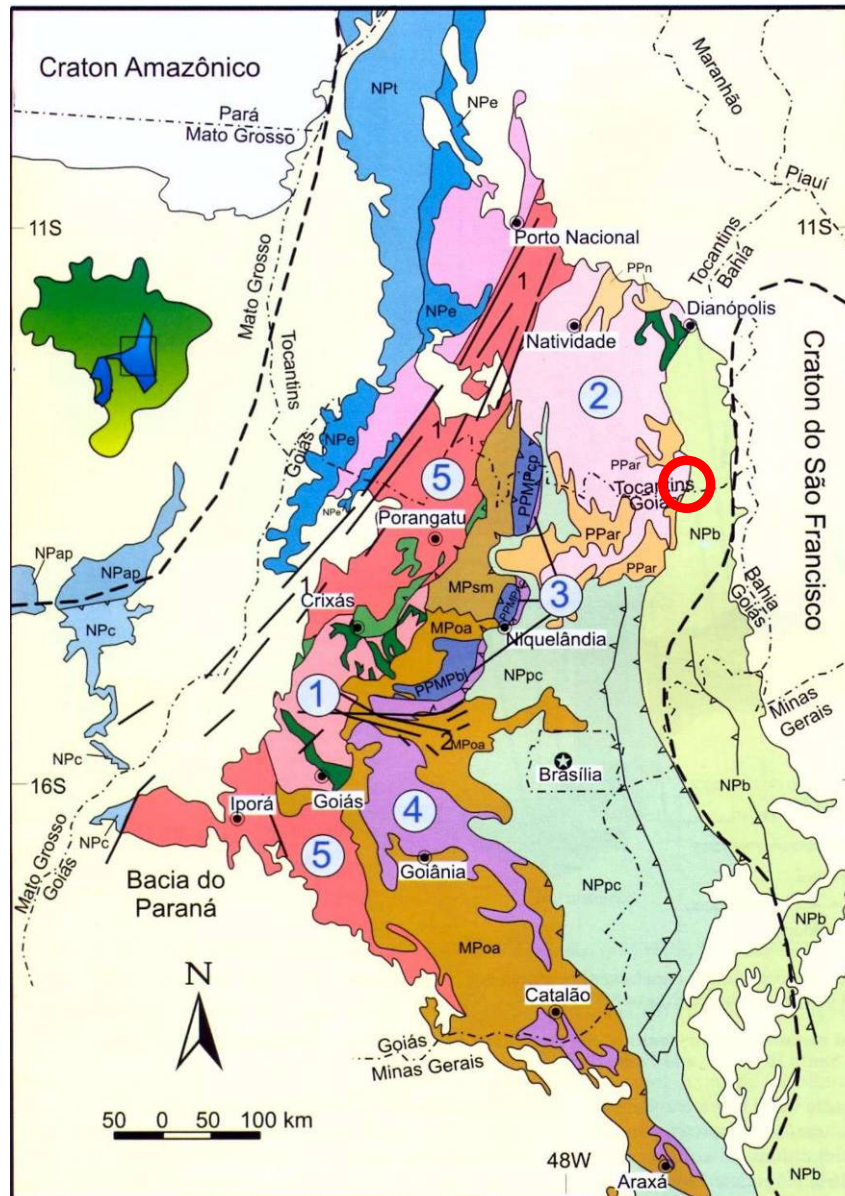 Craton Amazônico
Pará
Mato Grosso
NPt
NPe
Maranhão
Piauí
11S
11S
Mato Grosso
Tocantins
Tocantins
Bahia
Porto Nacional
1
PPn
Dianópolis
Natividade
NPe
2
Craton do São Francisco
Goiás
NPe
1
5
PPMPcp
PPar
Tocantins
Goiá
NPe
Porangatu
PPar
NPb
NPap
NPap
PPar
MPsm
3
Bahia
Goiás
Crixás
NPc
MPoa
Niquelândia
PPMPbj
NPpc
1
Minas
Gerais
2
MPoa
NPc
Brasília
NPb
16S
Goiás
Iporá
4
NPc
5
Goiânia
Mato Grosso
Goiás
Bacia do
Paraná
NPpc
NPb
MPoa
N
Catalão
Goiás
Minas Gerais
50 0 50 100 km
48W
Araxá
NPb